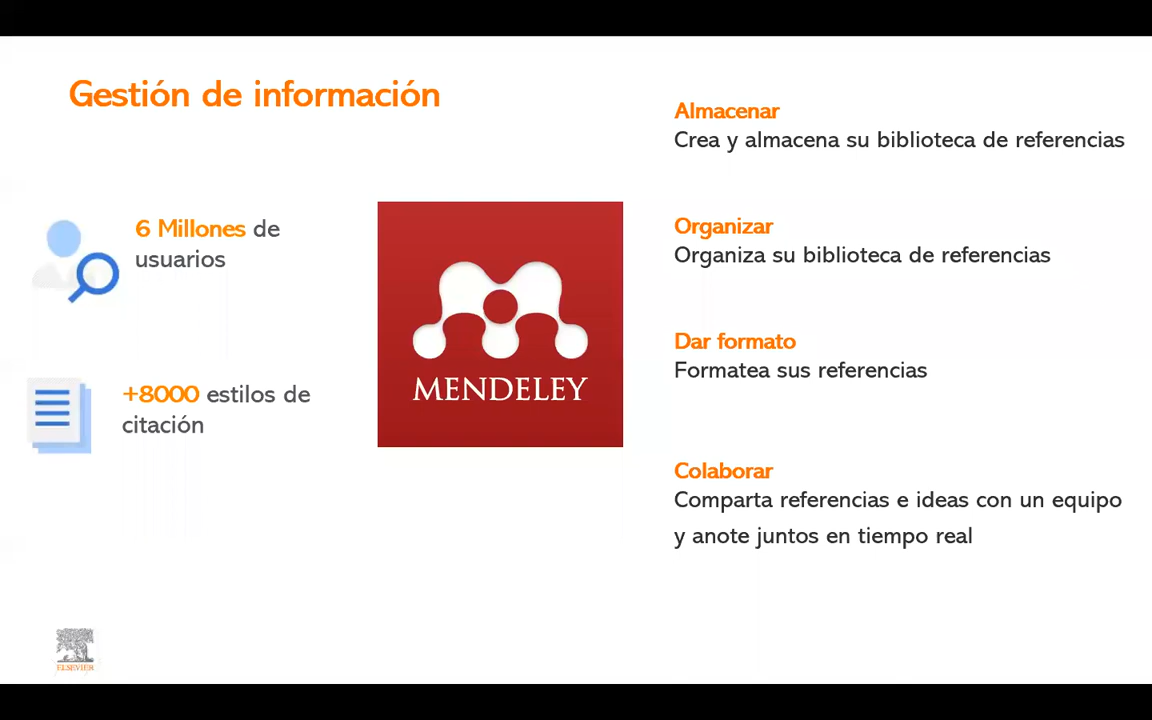 Gestión de información
6 Millones de
usuarios
+8000 estilos de
citación
MENDELEY
Almacenar
Crea y almacena su biblioteca de referencias
Organizar
Organiza su biblioteca de referencias
Dar formato
Formatea sus referencias
Colaborar
Comparta referencias e ideas con un equipo
y anote juntos en tiempo real
ELSEVIER